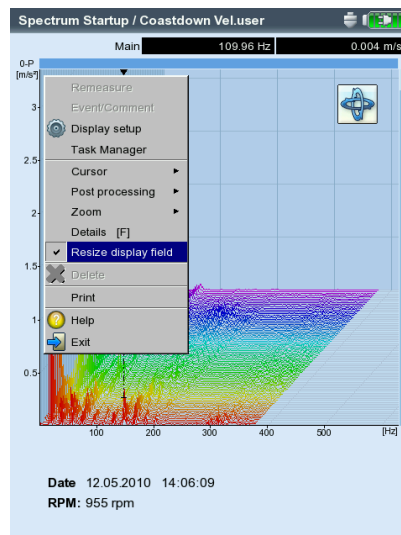 Spectrum Startup / Coastdown Vel.user
Main 109.96 Hz 0.004 m/s
0-P
[m/s²]
Remeasure
Event/Comment
3
Display setup
Task Manager
2.5
Cursor
Post processing
2
Zoom
Details [F]
Resize display field
1.5
Delete
Print
1
Help
Exit
0.5
100 200 300 400 500 [Hz]
Date 12.05.2010 14:06:09
RPM: 955 rpm